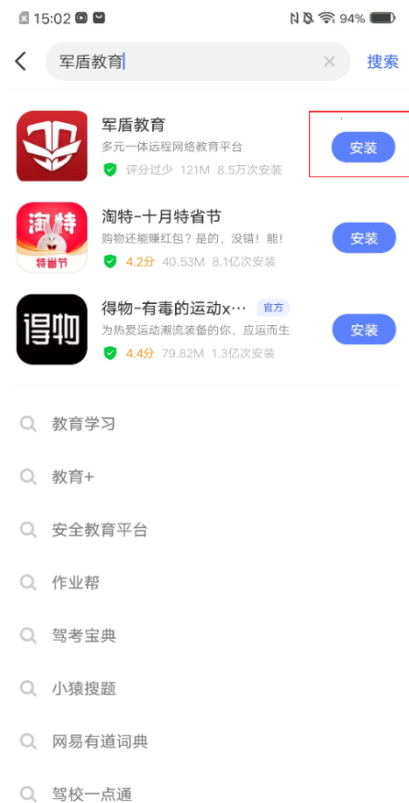 15:02
94%
军盾教育
搜索
军盾教育
多元一体远程网络教育平台
评分过少 121M 8.5万次安装
安装
淘特
特省节
淘特-十月特省节
购物还能赚红包?是的,没错!能!
4.2分 40.53M 8.1亿次安装
安装
得物
得物-有毒的运动x··· 官方
为热爱运动潮流装备的你,应运而生
4.4分 79.82M 1.3亿次安装
安装
教育学习
教育+
安全教育平台
作业帮
驾考宝典
小猿搜题
网易有道词典
驾校一点通